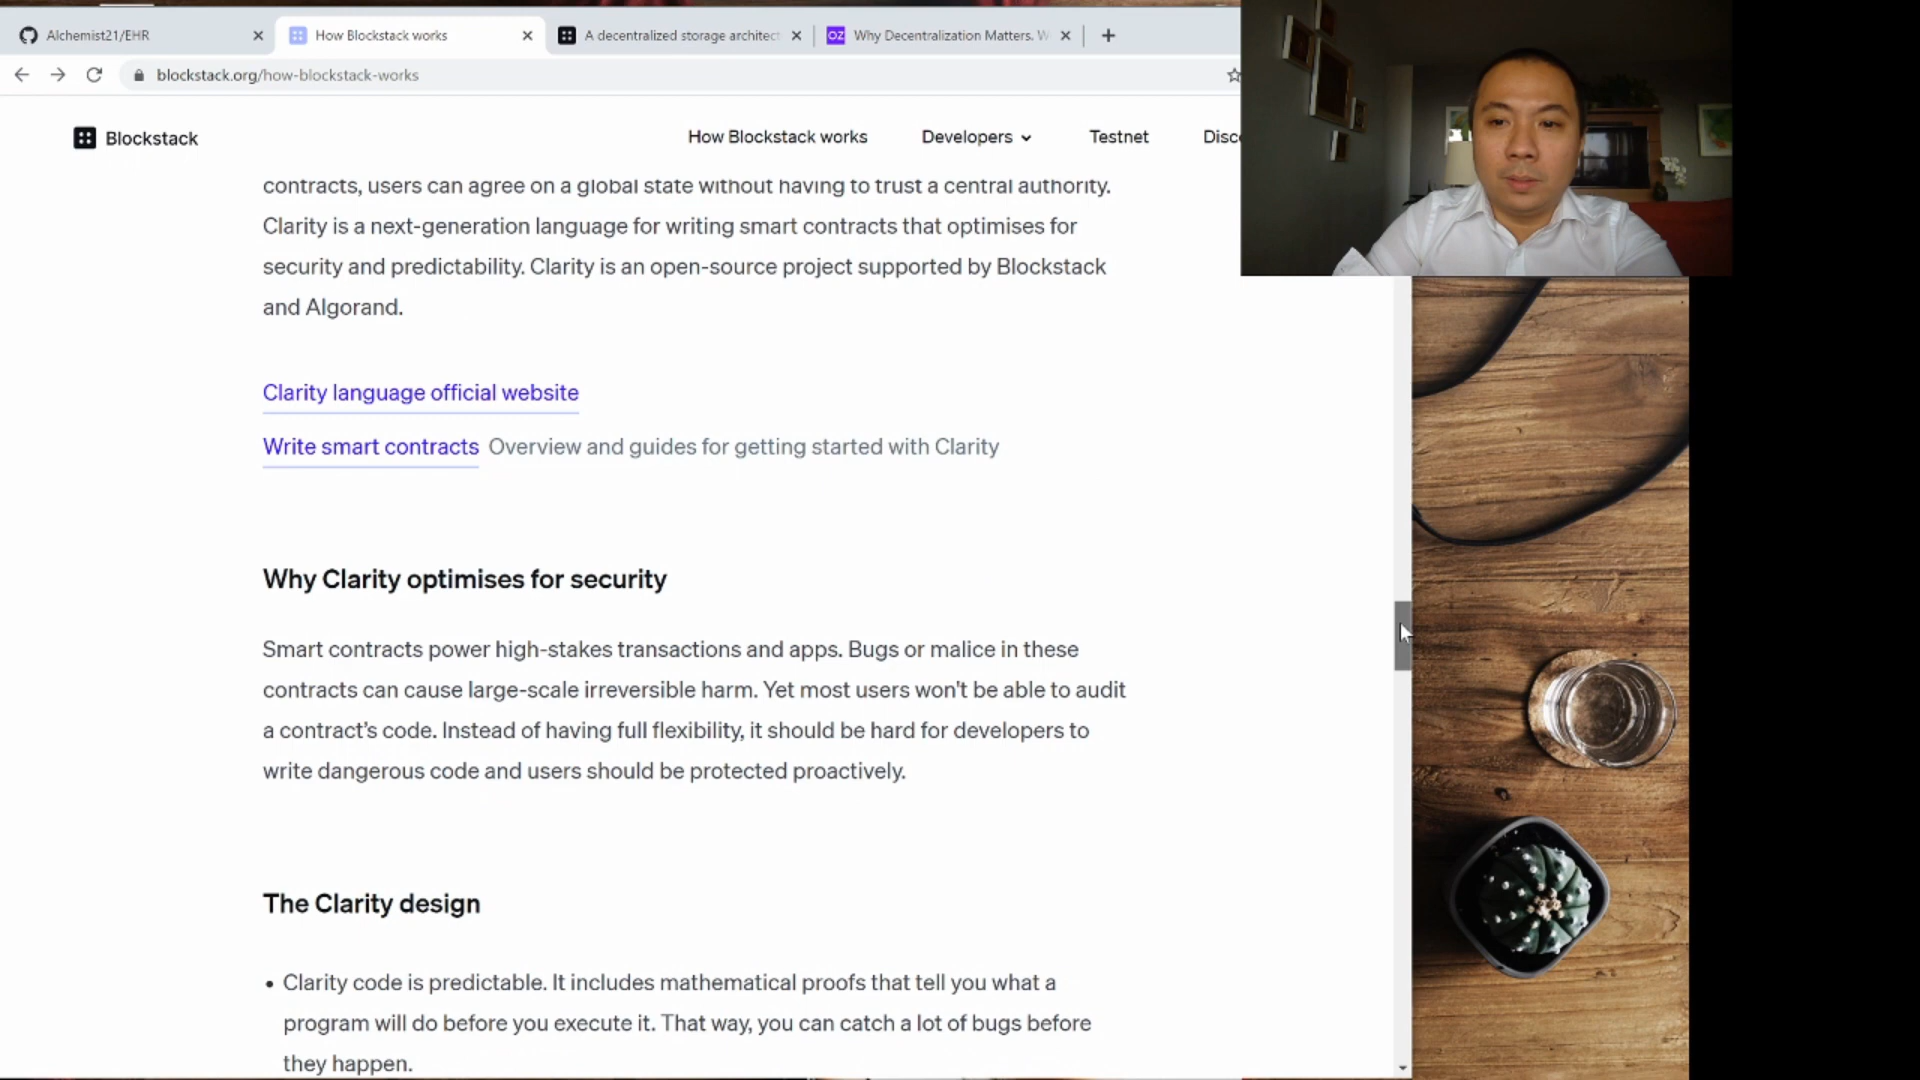 Alchemist21/EHR
How Blockstack works
A decentralized storage architect
OZ
Why Decentralization Matters. W
blockstack.org/how-blockstack-works
Blockstack
How Blockstack works
Developers
Testnet
Disc
contracts, users can agree on a global state without having to trust a central authority.
Clarity is a next-generation language for writing smart contracts that optimises for
security and predictability. Clarity is an open-source project supported by Blockstack
and Algorand.
Clarity language official website
Write smart contracts Overview and guides for getting started with Clarity
Why Clarity optimises for security
Smart contracts power high-stakes transactions and apps. Bugs or malice in these
contracts can cause large-scale irreversible harm. Yet most users won't be able to audit
a contract's code. Instead of having full flexibility, it should be hard for developers to
write dangerous code and users should be protected proactively.
The Clarity design
• Clarity code is predictable. It includes mathematical proofs that tell you what a
program will do before you execute it. That way, you can catch a lot of bugs before
they happen.